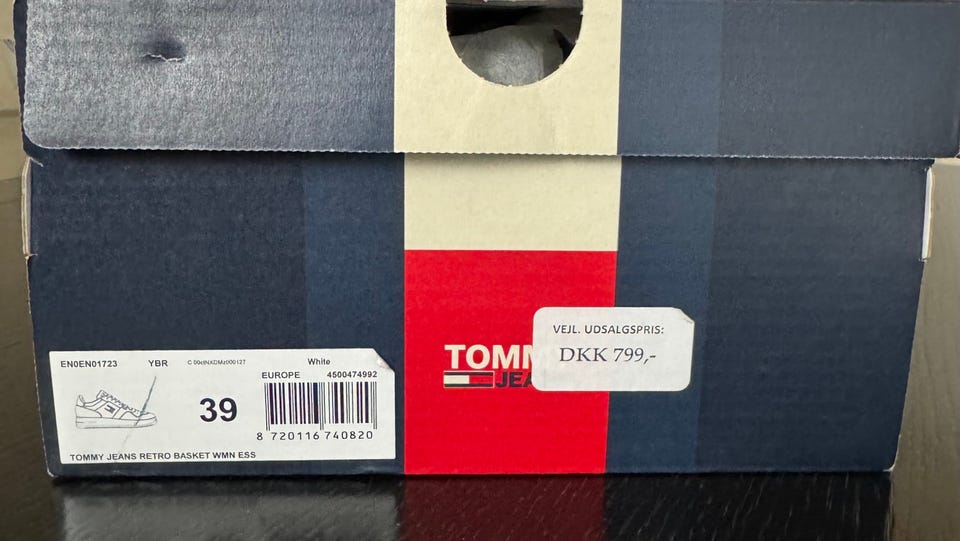 TOMM
JEA
VEJL. UDSALGSPRIS:
DKK 799,-
EN0EN01723 YBR White
EUROPE 4500474992
39
8 720116 740820
TOMMY JEANS RETRO BASKET WMN ESS